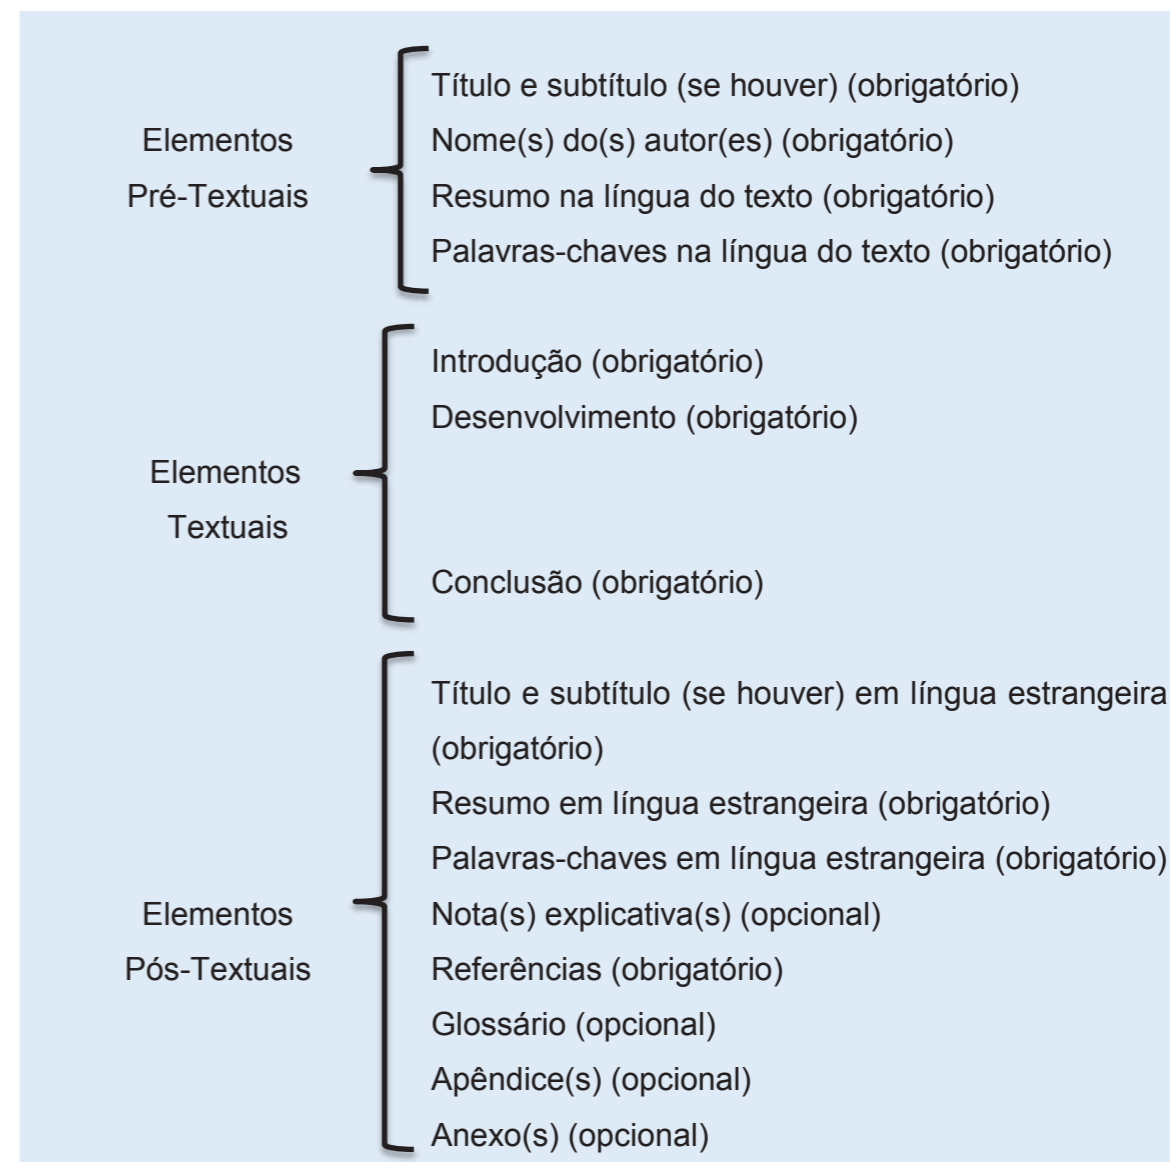 Elementos
Pré-Textuais
Título e subtítulo (se houver) (obrigatório)
Nome(s) do(s) autor(es) (obrigatório)
Resumo na língua do texto (obrigatório)
Palavras-chaves na língua do texto (obrigatório)
Elementos
Textuais
Introdução (obrigatório)
Desenvolvimento (obrigatório)
Conclusão (obrigatório)
Elementos
Pós-Textuais
Título e subtítulo (se houver) em língua estrangeira
(obrigatório)
Resumo em língua estrangeira (obrigatório)
Palavras-chaves em língua estrangeira (obrigatório)
Nota(s) explicativa(s) (opcional)
Referências (obrigatório)
Glossário (opcional)
Apêndice(s) (opcional)
Anexo(s) (opcional)